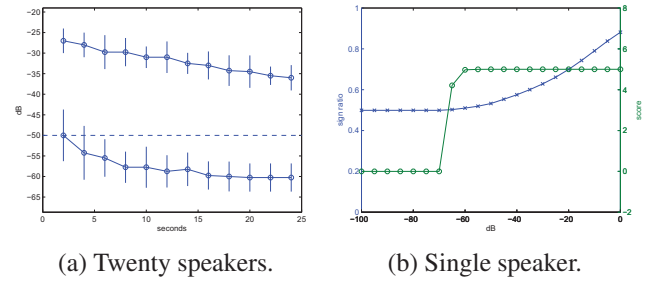 −20
−25
−30
−35
−40
−45
−50
−55
−60
−65
dB
0 5 10 15 20 25
seconds
(a) Twenty speakers.
1
0.8
0.6
0.4
0.2
0
sign ratio
8
6
4
2
0
−2
score
−100 −80 −60 −40 −20 0
dB
(b) Single speaker.